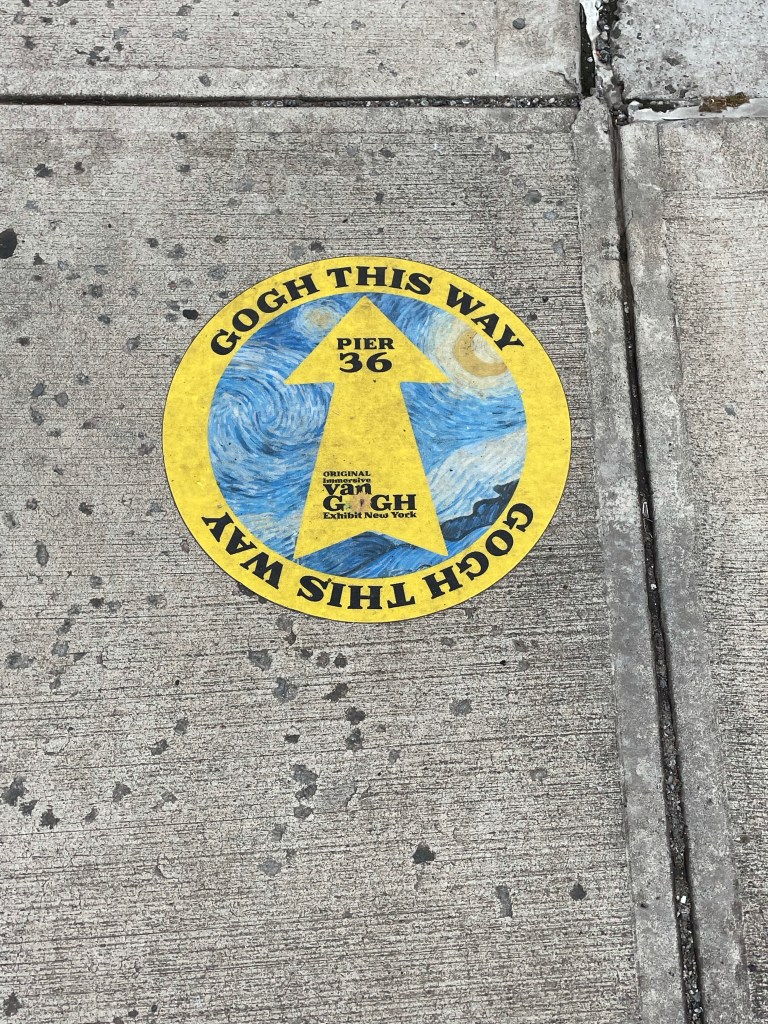 GOGH THIS WAY
PIER
36
ORIGINAL
Immersive
van
GOGH
Exhibit New York
GOGH THIS WAY